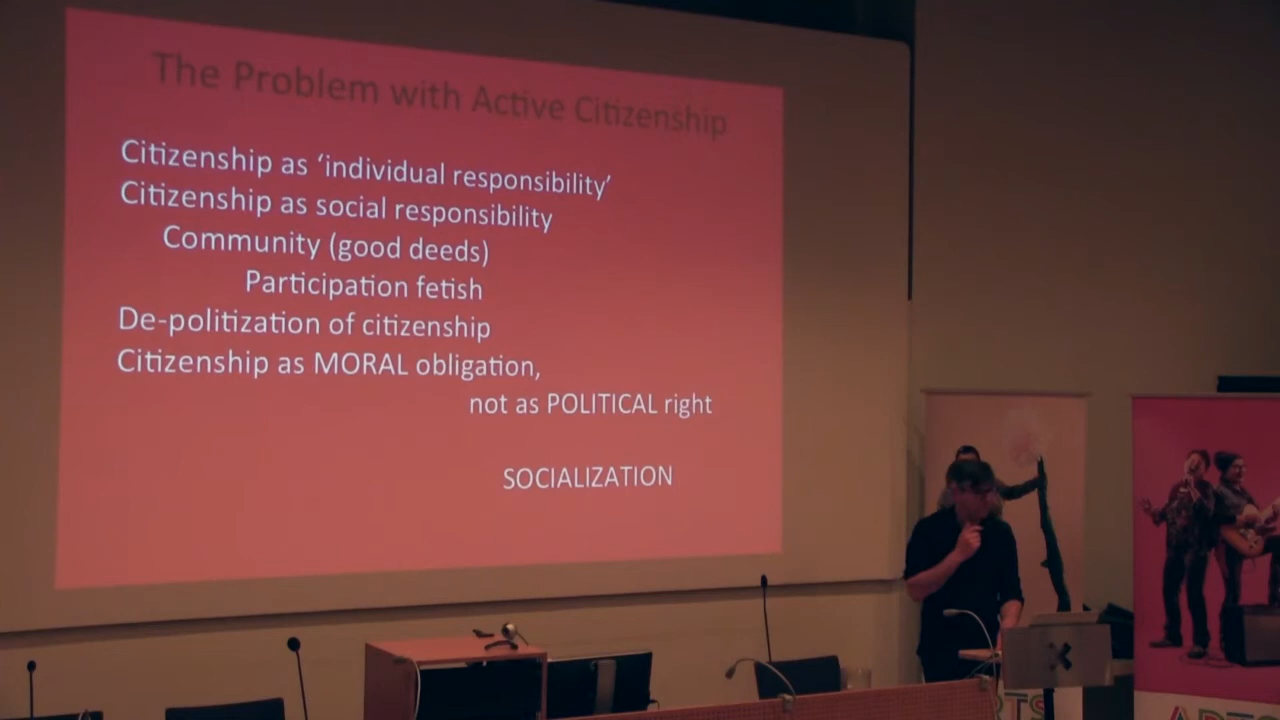 The Problem with Active Citizenship
Citizenship as ‘individual responsibility’
Citizenship as social responsibility
Community (good deeds)
Participation fetish
De-politization of citizenship
Citizenship as MORAL obligation,
not as POLITICAL right
SOCIALIZATION